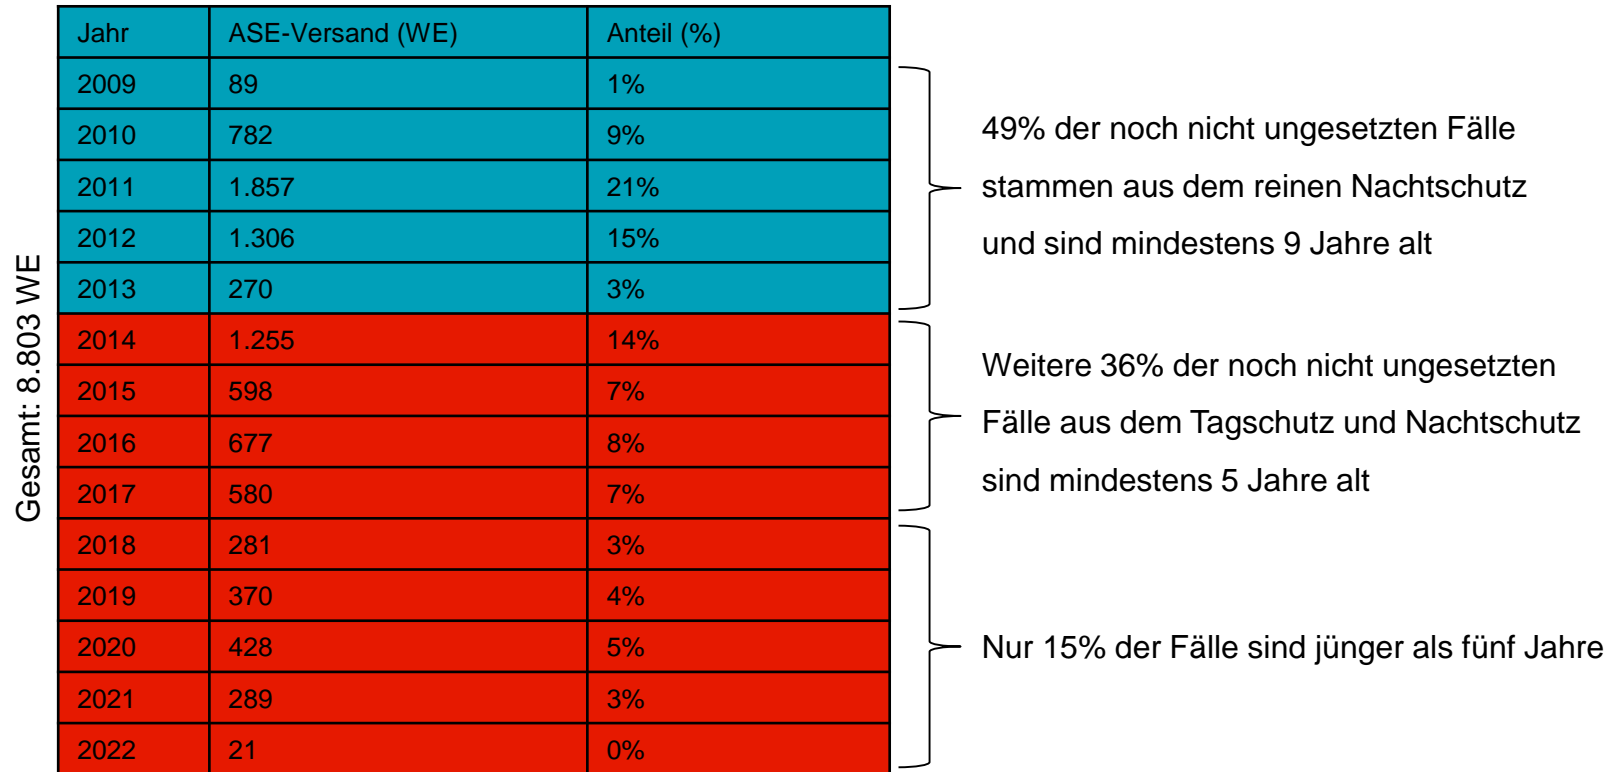 Gesamt: 8.803 WE
Jahr ASE-Versand (WE) Anteil (%)
2009 89 1%
2010 782 9%
2011 1.857 21%
2012 1.306 15%
2013 270 3%
2014 1.255 14%
2015 598 7%
2016 677 8%
2017 580 7%
2018 281 3%
2019 370 4%
2020 428 5%
2021 289 3%
2022 21 0%
49% der noch nicht ungesetzten Fälle
stammen aus dem reinen Nachtschutz
und sind mindestens 9 Jahre alt
Weitere 36% der noch nicht ungesetzten
Fälle aus dem Tagschutz und Nachtschutz
sind mindestens 5 Jahre alt
Nur 15% der Fälle sind jünger als fünf Jahre